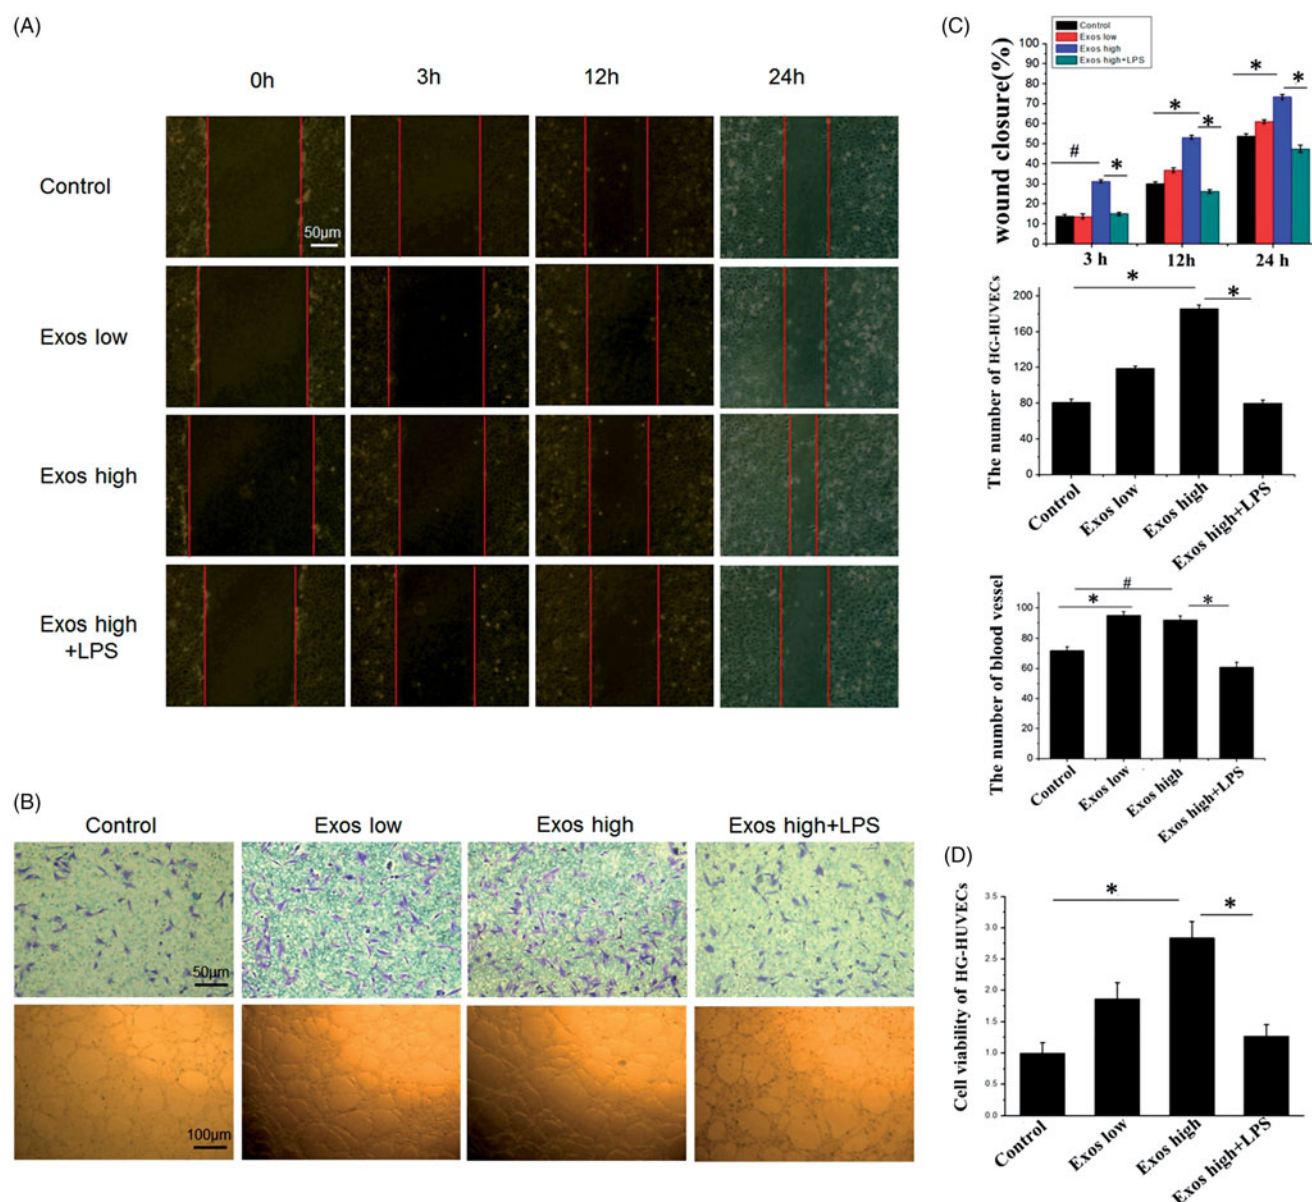 (A)
0h
3h
12h
24h
Control
50µm
Exos low
Exos high
Exos high
+LPS
(B)
Control
Exos low
Exos high
Exos high+LPS
50µm
100µm
(C)
Control
Exos low
Exos high
Exos high+LPS
wound closure(%)
100
90
80
70
60
50
40
30
20
10
0
#
*
*
*
*
*
3 h
12h
24 h
The number of HG-HUVECs
200
160
120
80
40
0
*
*
Control
Exos low
Exos high
Exos high+LPS
The number of blood vessel
100
80
60
40
20
0
#
*
*
Control
Exos low
Exos high
Exos high+LPS
(D)
Cell viability of HG-HUVECs
3.5
3.0
2.5
2.0
1.5
1.0
0.5
0.0
*
*
Control
Exos low
Exos high
Exos high+LPS